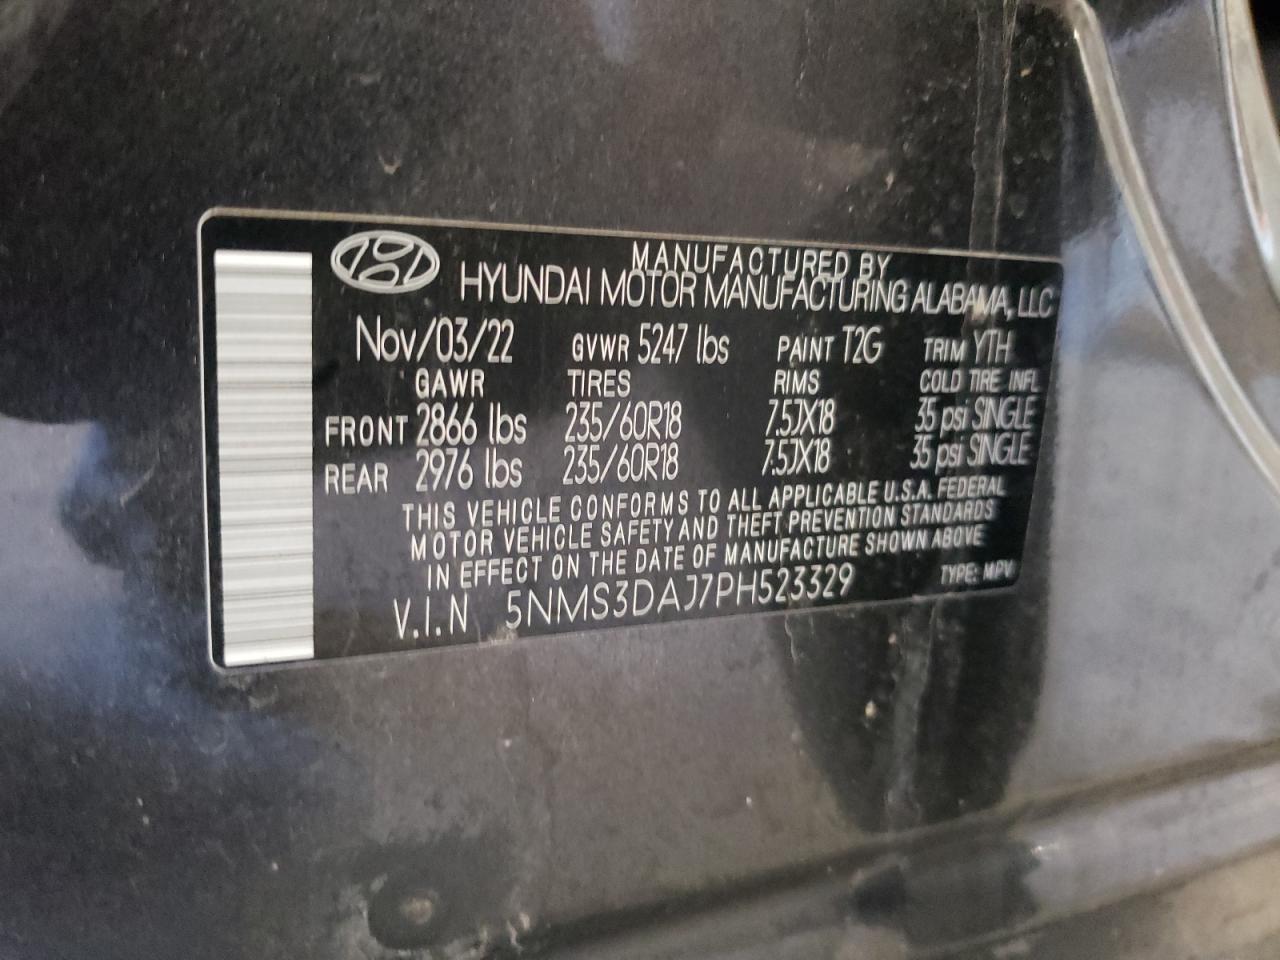 MANUFACTURED BY
HYUNDAI MOTOR MANUFACTURING ALABAMA, LLC
Nov/03/22 GVWR 5247 lbs PAINT T2G TRIM YTH
GAWR TIRES RIMS COLD TIRE INFL
FRONT 2866 lbs 235/60R18 7.5JX18 35 psi SINGLE
REAR 2976 lbs 235/60R18 7.5JX18 35 psi SINGLE
THIS VEHICLE CONFORMS TO ALL APPLICABLE U.S.A. FEDERAL
MOTOR VEHICLE SAFETY AND THEFT PREVENTION STANDARDS
IN EFFECT ON THE DATE OF MANUFACTURE SHOWN ABOVE
V.I.N 5NMS3DAJ7PH523329 TYPE: MPV